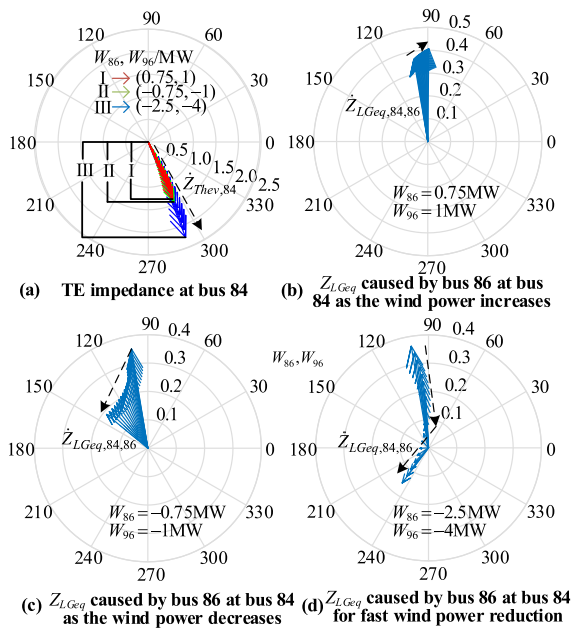 90
120
60
150
30
180
210
330
240
300
270
W86, W96/MW
I (0.75, 1)
II (−0.75, −1)
III (−2.5, −4)
III II I
0.5
1.0
1.5
2.0
2.5
ŻThev,84
(a) TE impedance at bus 84
90
120
60
150
30
180
0
210
330
240
300
270
0.5
0.4
0.3
0.2
0.1
ŻLGeq,84,86
W86=0.75MW
W96=1MW
(b) ZLGeq caused by bus 86 at bus
84 as the wind power increases
90
120
60
150
30
180
0
210
330
240
300
270
0.4
0.3
0.2
0.1
ŻLGeq,84,86
W86=−0.75MW
W96=−1MW
(c) ZLGeq caused by bus 86 at bus 84
as the wind power decreases
W86, W96
90
120
60
150
30
180
0
210
330
240
300
270
0.4
0.3
0.2
0.1
ŻLGeq,84,86
W86=−2.5MW
W96=−4MW
(d) ZLGeq caused by bus 86 at bus 84
for fast wind power reduction